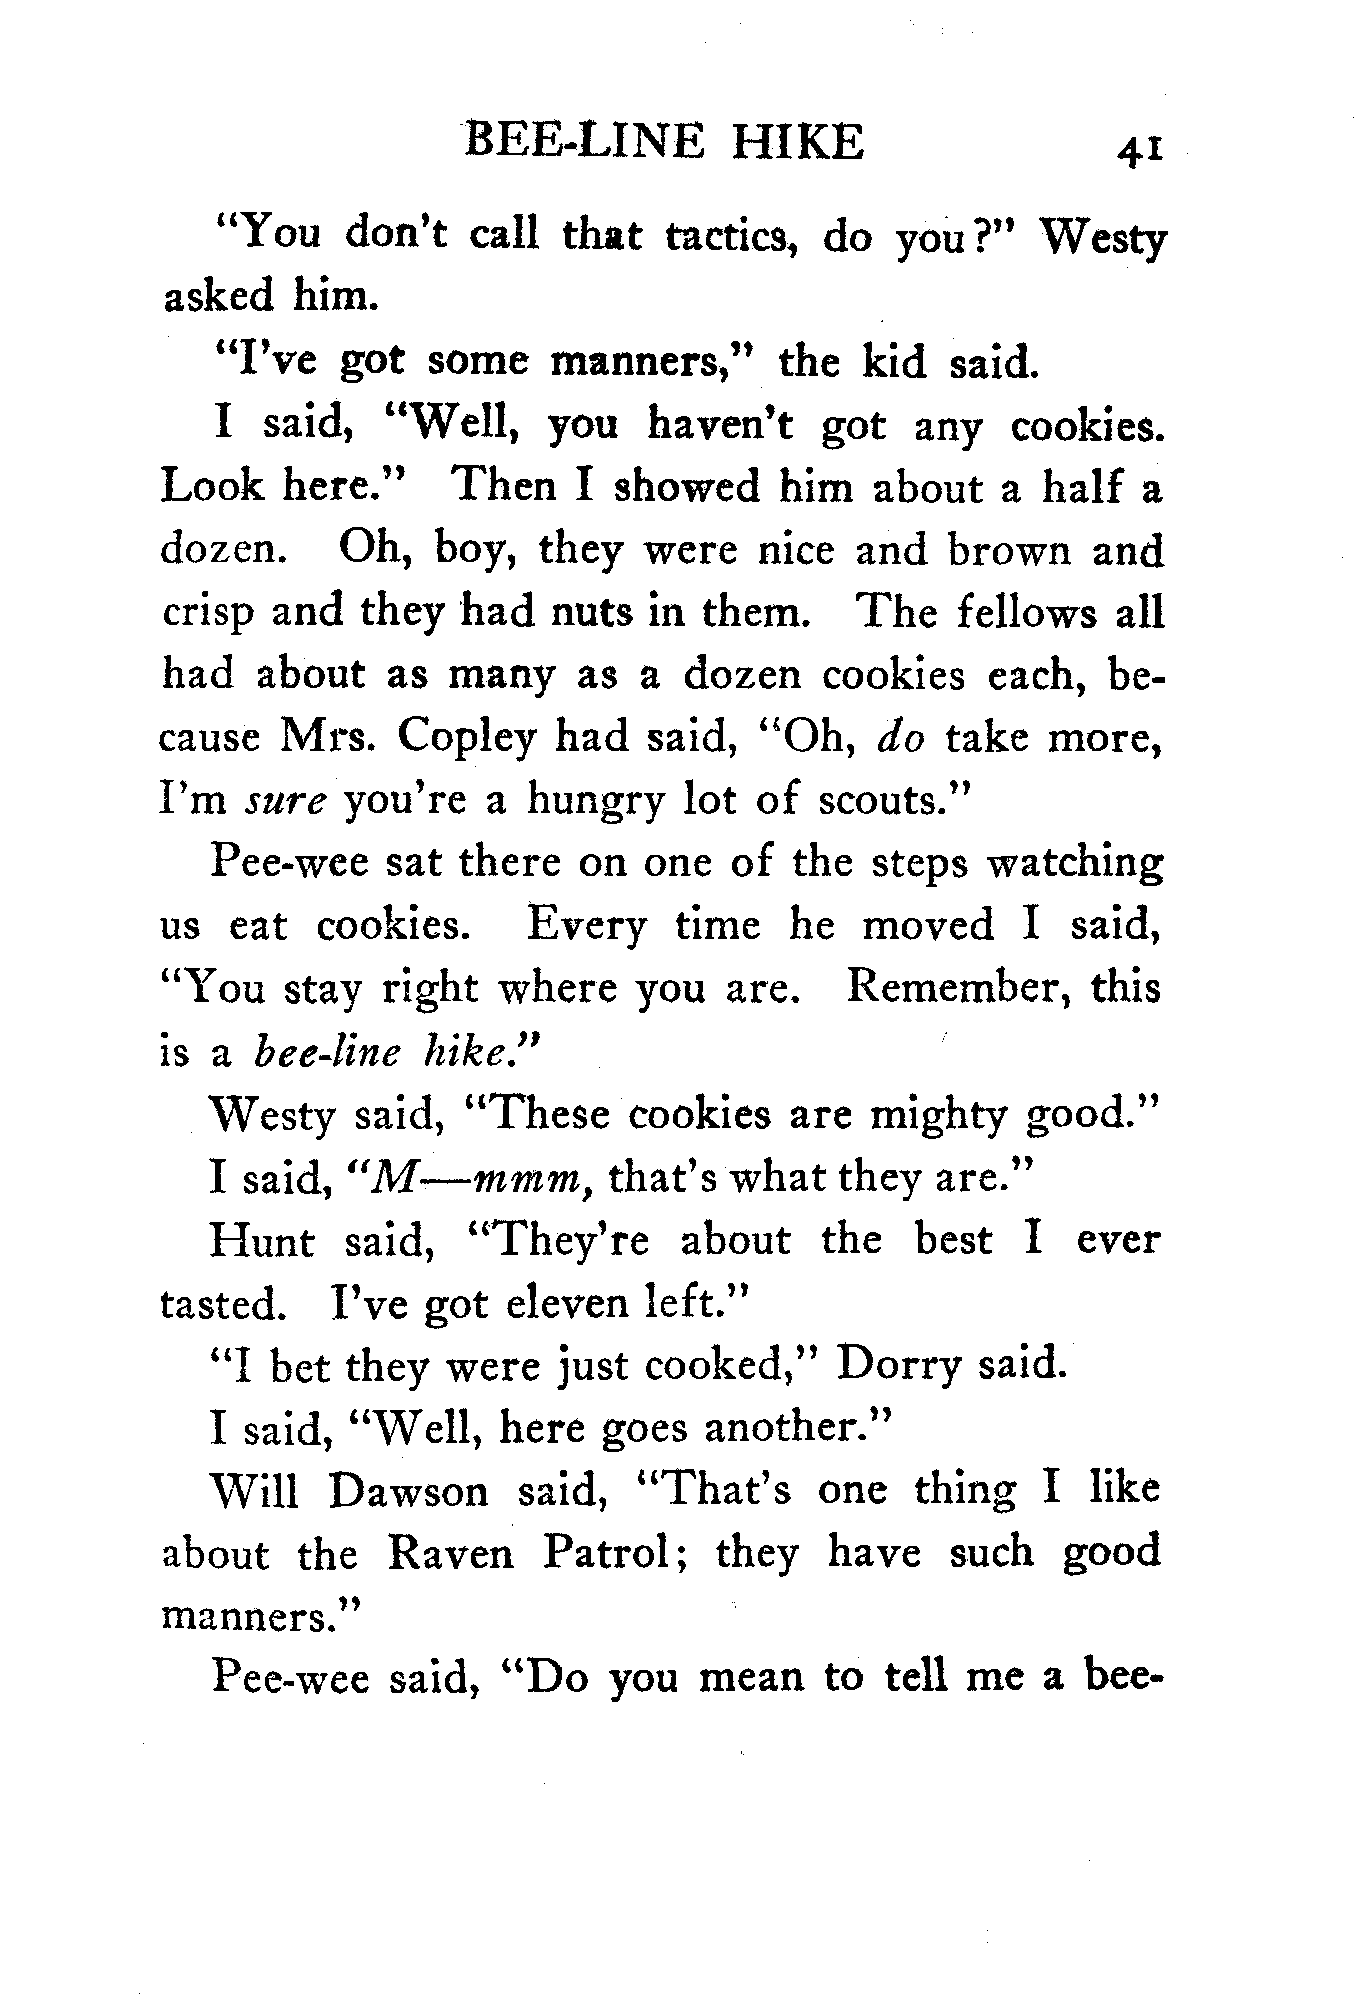 BEE-LINE HIKE 41
"You don't call that tactics, do you?" Westy
asked him.
"I've got some manners," the kid said.
I said, "Well, you haven't got any cookies.
Look here." Then I showed him about a half a
dozen. Oh, boy, they were nice and brown and
crisp and they had nuts in them. The fellows all
had about as many as a dozen cookies each, be-
cause Mrs. Copley had said, "Oh, do take more,
I'm sure you're a hungry lot of scouts."
Pee-wee sat there on one of the steps watching
us eat cookies. Every time he moved I said,
"You stay right where you are. Remember, this
is a bee-line hike."
Westy said, "These cookies are mighty good."
I said, "M—mmm, that's what they are."
Hunt said, "They're about the best I ever
tasted. I've got eleven left."
"I bet they were just cooked," Dorry said.
I said, "Well, here goes another."
Will Dawson said, "That's one thing I like
about the Raven Patrol; they have such good
manners."
Pee-wee said, "Do you mean to tell me a bee-